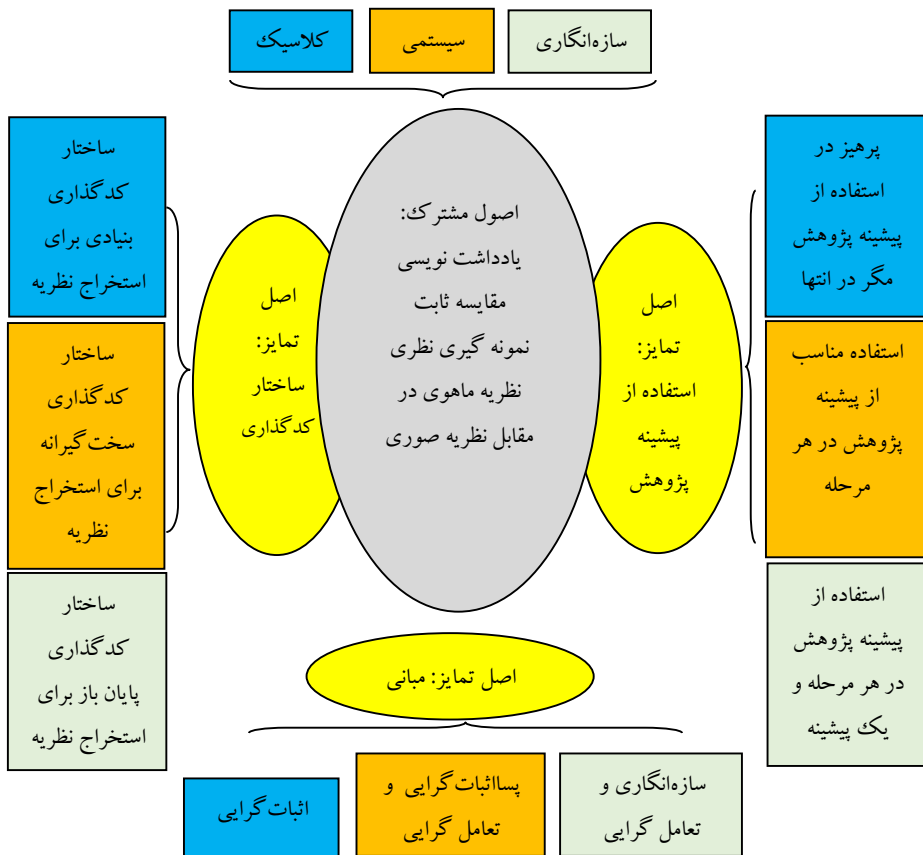 سازه‌انگاری
سیستمی
کلاسیک
پرهیز در
استفاده از
پیشینه پژوهش
مگر در انتها
استفاده مناسب
از پیشینه
پژوهش در هر
مرحله
استفاده از
پیشینه پژوهش
در هر مرحله و
یک پیشینه
اصل
تمایز:
استفاده از
پیشینه
پژوهش
اصول مشترک:
یادداشت نویسی
مقایسه ثابت
نمونه گیری نظری
نظریه ماهوی در
مقابل نظریه صوری
اصل
تمایز:
ساختار
کدگذاری
ساختار
کدگذاری
بنیادی برای
استخراج نظریه
ساختار
کدگذاری
سخت‌گیرانه
برای استخراج
نظریه
ساختار
کدگذاری
پایان باز برای
استخراج نظریه
اصل تمایز: مبانی
سازه‌انگاری و
تعامل گرایی
پسااثبات‌گرایی و
تعامل گرایی
اثبات‌گرایی